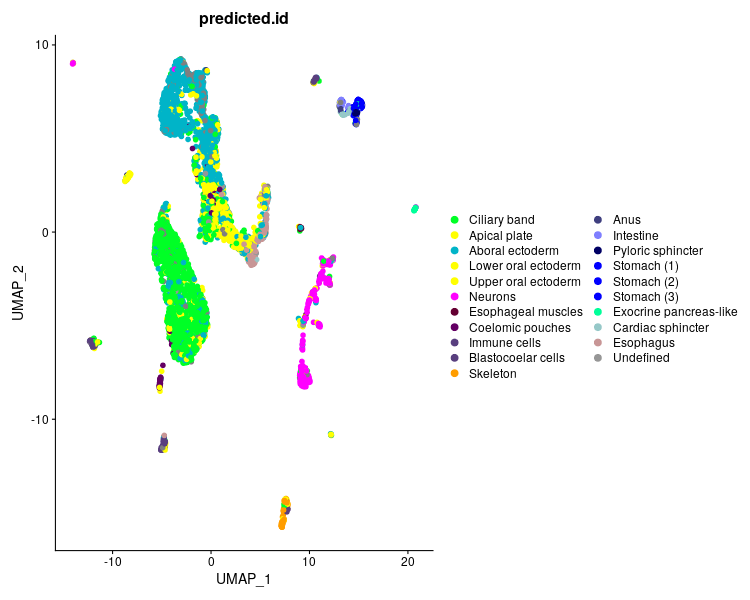 predicted.id
10
0
-10
UMAP_2
-10
0
10
20
UMAP_1
Ciliary band
Apical plate
Aboral ectoderm
Lower oral ectoderm
Upper oral ectoderm
Neurons
Esophageal muscles
Coelomic pouches
Immune cells
Blastocoelar cells
Skeleton
Anus
Intestine
Pyloric sphincter
Stomach (1)
Stomach (2)
Stomach (3)
Exocrine pancreas-like
Cardiac sphincter
Esophagus
Undefined